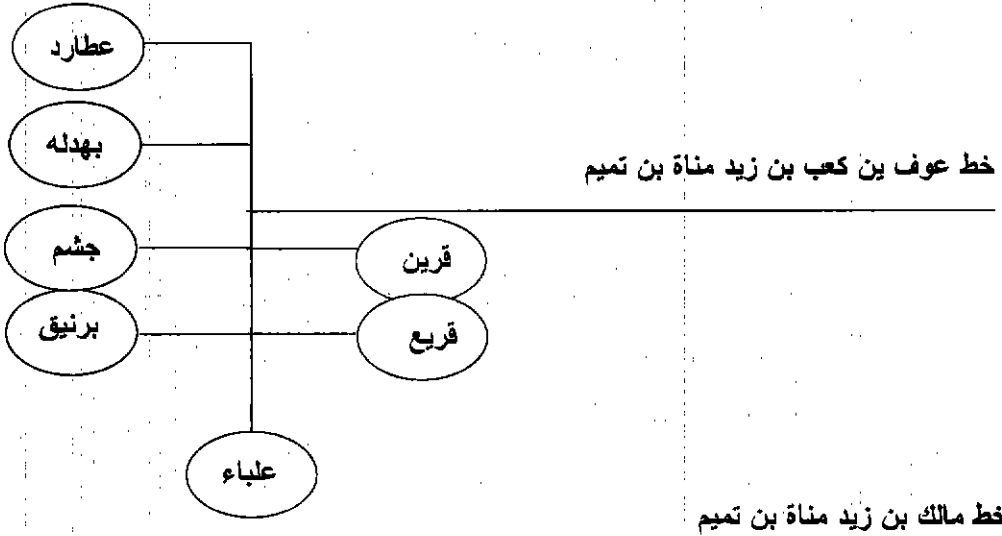 عطارد
بهدله
خط عوف بن كعب بن زيد مناة بن تميم
جشم
قرين
برنيق
قريع
علباء
خط مالك بن زيد مناة بن تميم